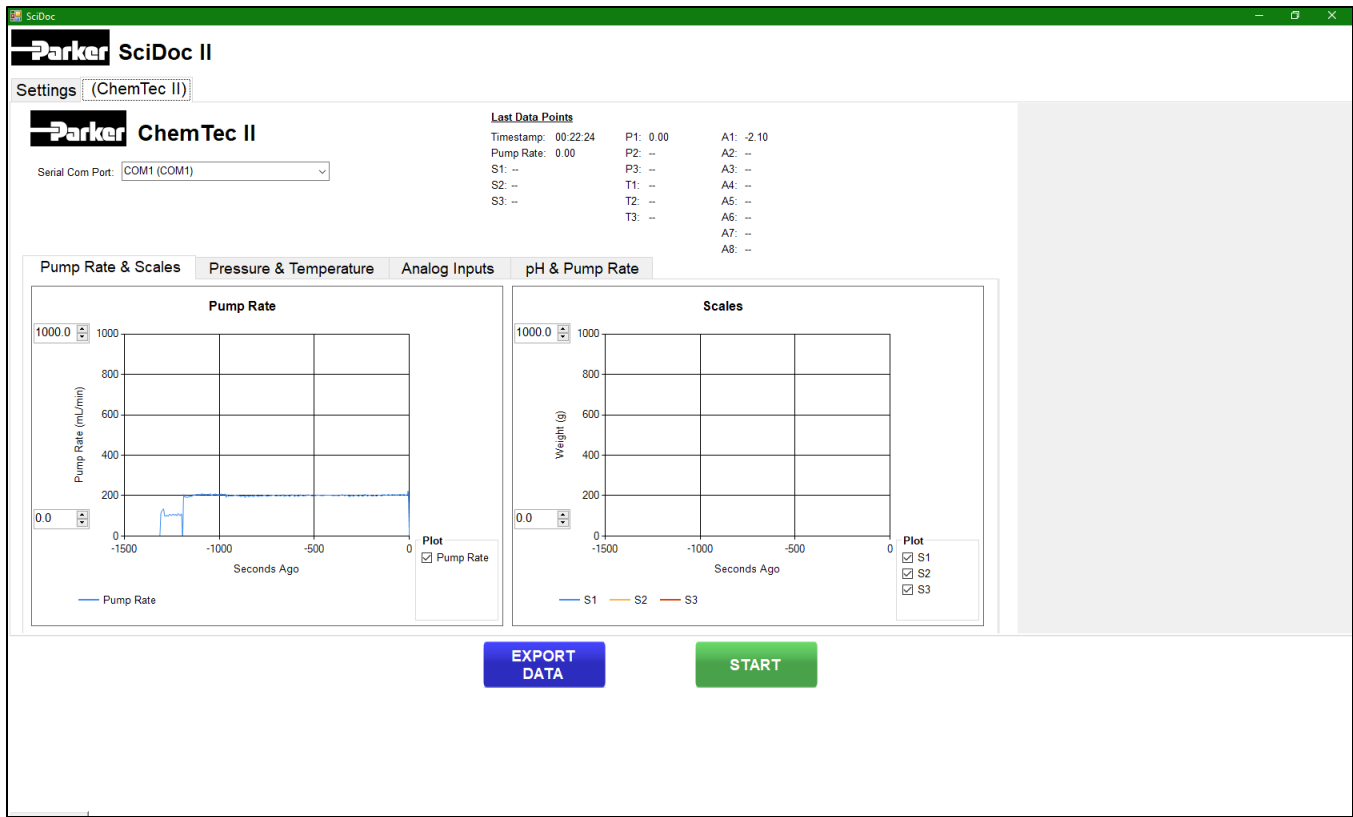 SciDoc
Parker SciDoc II
Settings (ChemTec II)
Parker ChemTec II
Serial Com Port: COM1 (COM1)
Last Data Points
Timestamp: 00:22:24 P1: 0.00 A1: -2.10
Pump Rate: 0.00 P2: -- A2: --
S1: -- P3: -- A3: --
S2: -- T1: -- A4: --
S3: -- T2: -- A5: --
T3: -- A6: --
A7: --
A8: --
Pump Rate & Scales Pressure & Temperature Analog Inputs pH & Pump Rate
Pump Rate
1000.0
1000
800
600
400
200
0
0.0
Pump Rate (mL/min)
-1500 -1000 -500 0
Seconds Ago
Pump Rate
Plot
Pump Rate
Scales
1000.0
1000
800
600
400
200
0
0.0
Weight (g)
-1500 -1000 -500 0
Seconds Ago
S1 S2 S3
Plot
S1
S2
S3
EXPORT
DATA
START